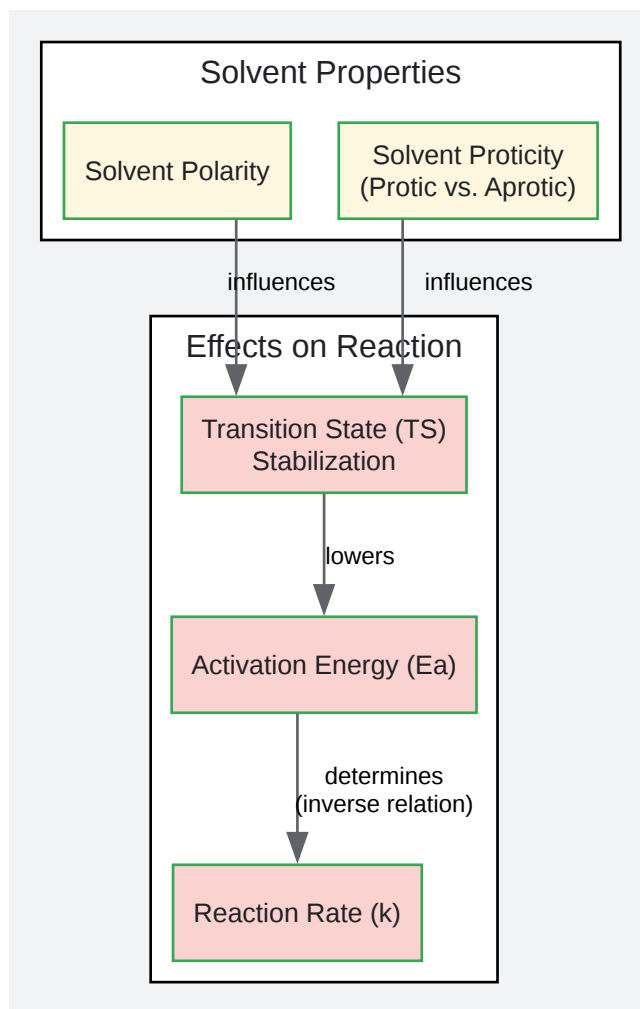 Solvent Properties
Solvent Polarity
Solvent Proticity
(Protic vs. Aprotic)
influences
influences
Effects on Reaction
Transition State (TS)
Stabilization
lowers
Activation Energy (Ea)
determines
(inverse relation)
Reaction Rate (k)